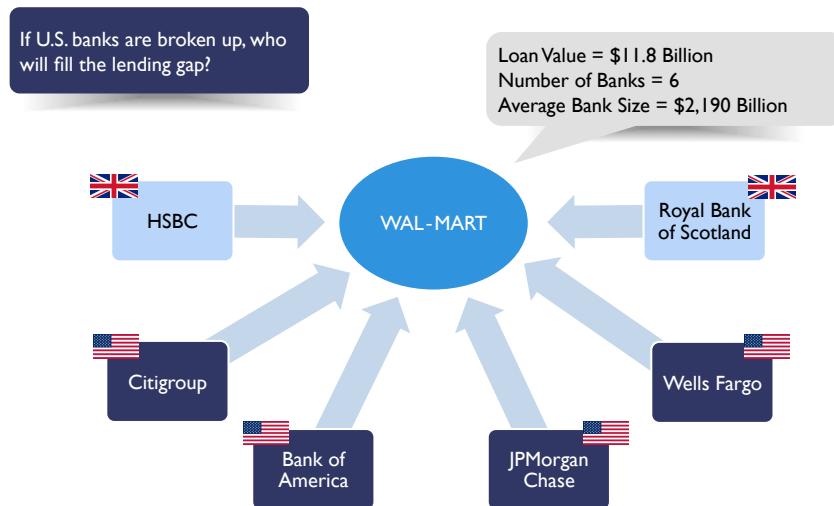 If U.S. banks are broken up, who
will fill the lending gap?
Loan Value = $11.8 Billion
Number of Banks = 6
Average Bank Size = $2,190 Billion
HSBC
WAL-MART
Royal Bank
of Scotland
Citigroup
Wells Fargo
Bank of
America
JPMorgan
Chase